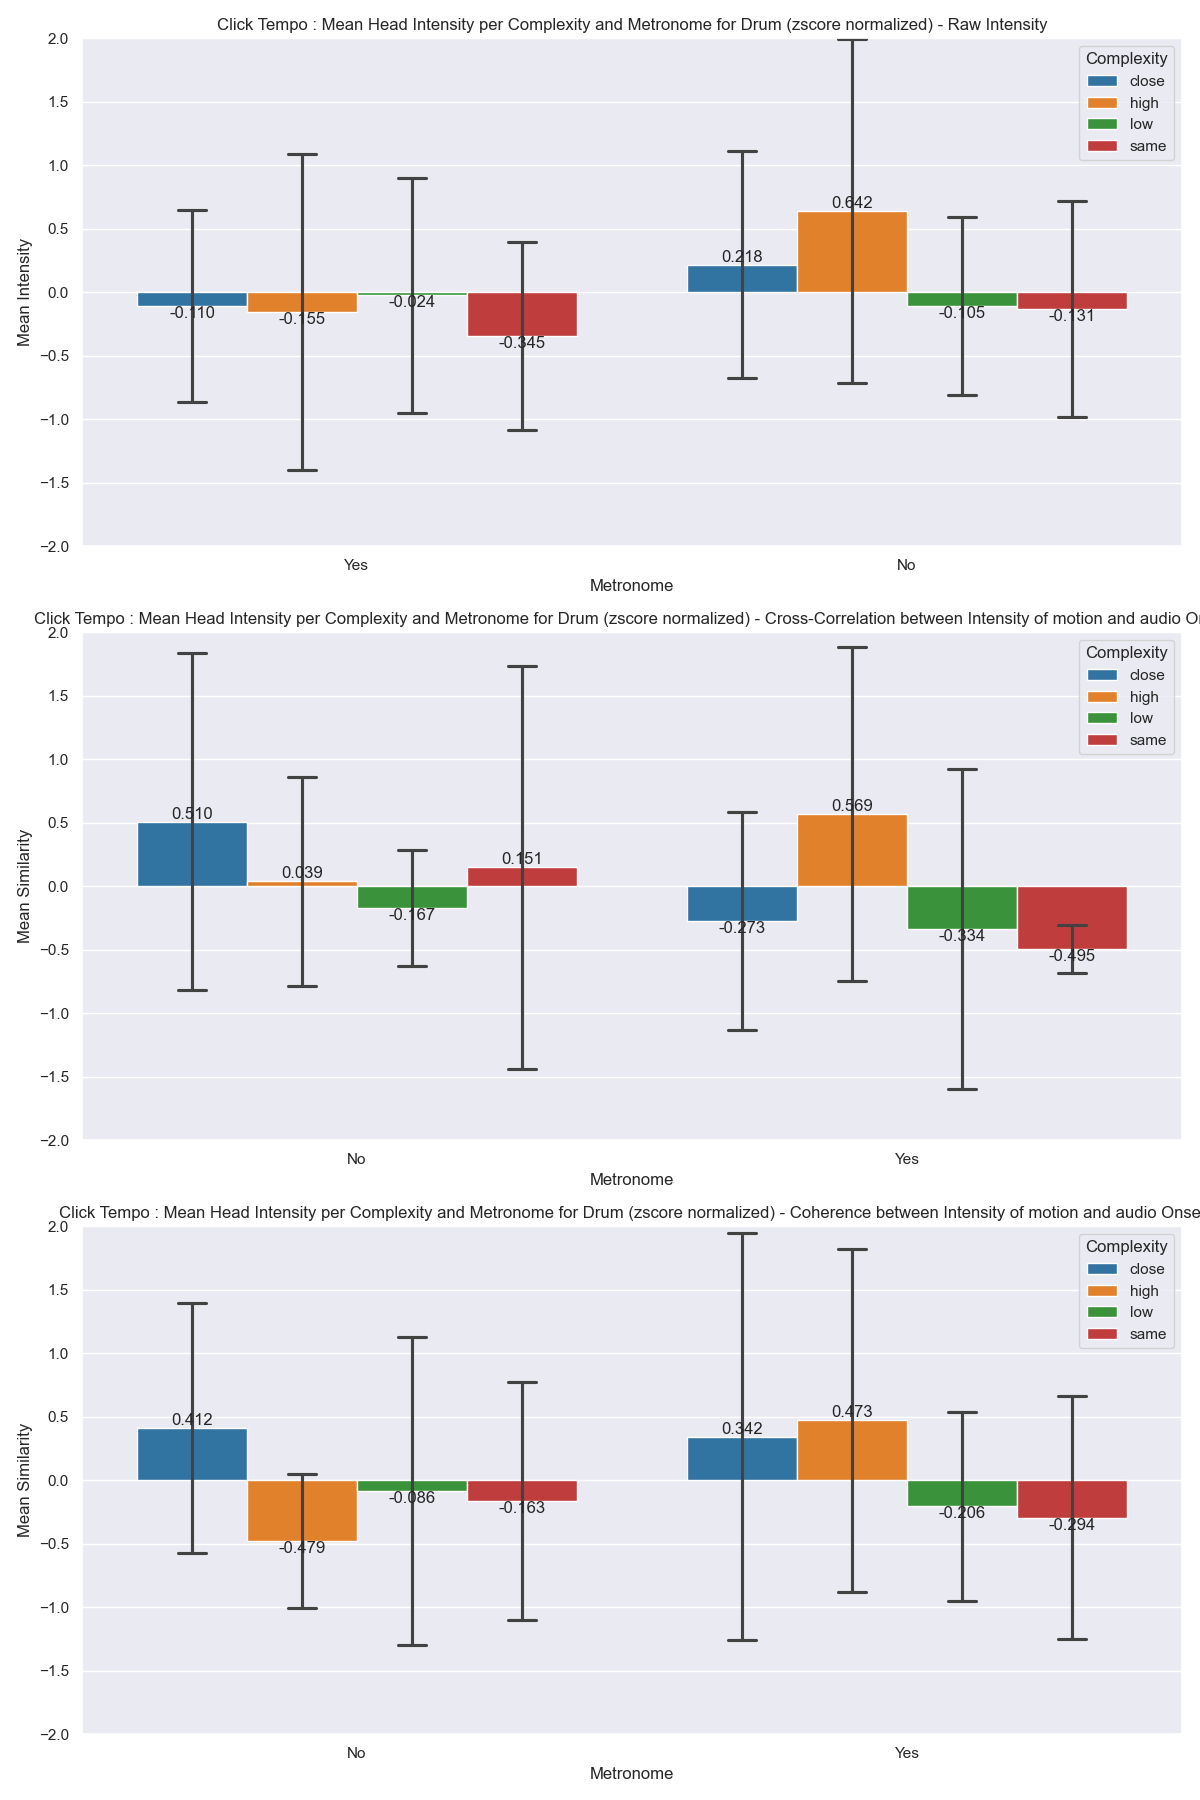 Click Tempo : Mean Head Intensity per Complexity and Metronome for Drum (zscore normalized) - Raw Intensity
2.0
1.5
1.0
0.5
0.0
−0.5
−1.0
−1.5
−2.0
Mean Intensity
-0.110
-0.155
-0.024
-0.345
0.218
0.642
-0.105
-0.131
Complexity
close
high
low
same
Yes
No
Metronome
Click Tempo : Mean Head Intensity per Complexity and Metronome for Drum (zscore normalized) - Cross-Correlation between Intensity of motion and audio
2.0
1.5
1.0
0.5
0.0
−0.5
−1.0
−1.5
−2.0
Mean Similarity
0.510
0.039
-0.167
0.151
-0.273
0.569
-0.334
-0.495
Complexity
close
high
low
same
No
Yes
Metronome
Click Tempo : Mean Head Intensity per Complexity and Metronome for Drum (zscore normalized) - Coherence between Intensity of motion and audio Onse
2.0
1.5
1.0
0.5
0.0
−0.5
−1.0
−1.5
−2.0
Mean Similarity
0.412
-0.479
-0.086
-0.163
0.342
0.473
-0.206
-0.294
Complexity
close
high
low
same
No
Yes
Metronome